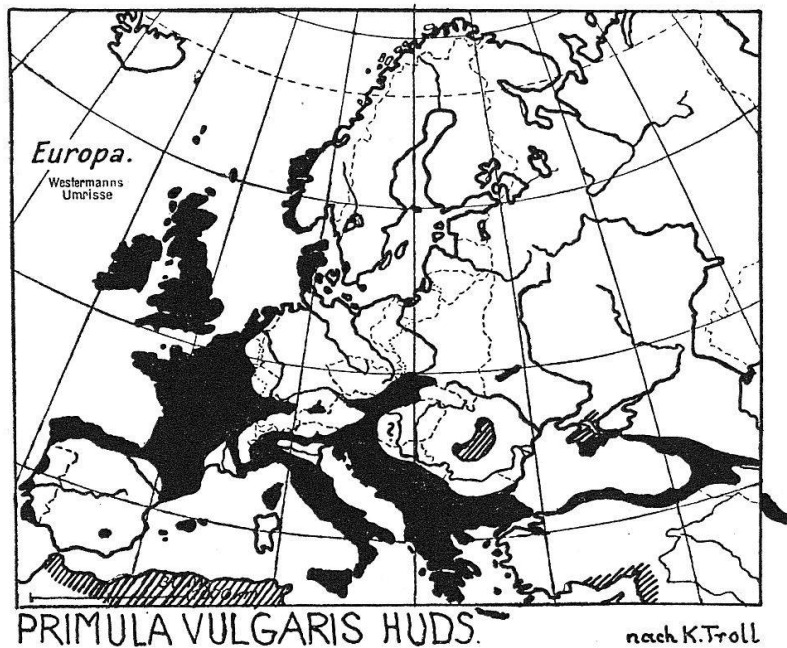 Europa.
Westermanns
Umrisse
PRIMULA VULGARIS HUDS.
nach K.Troll